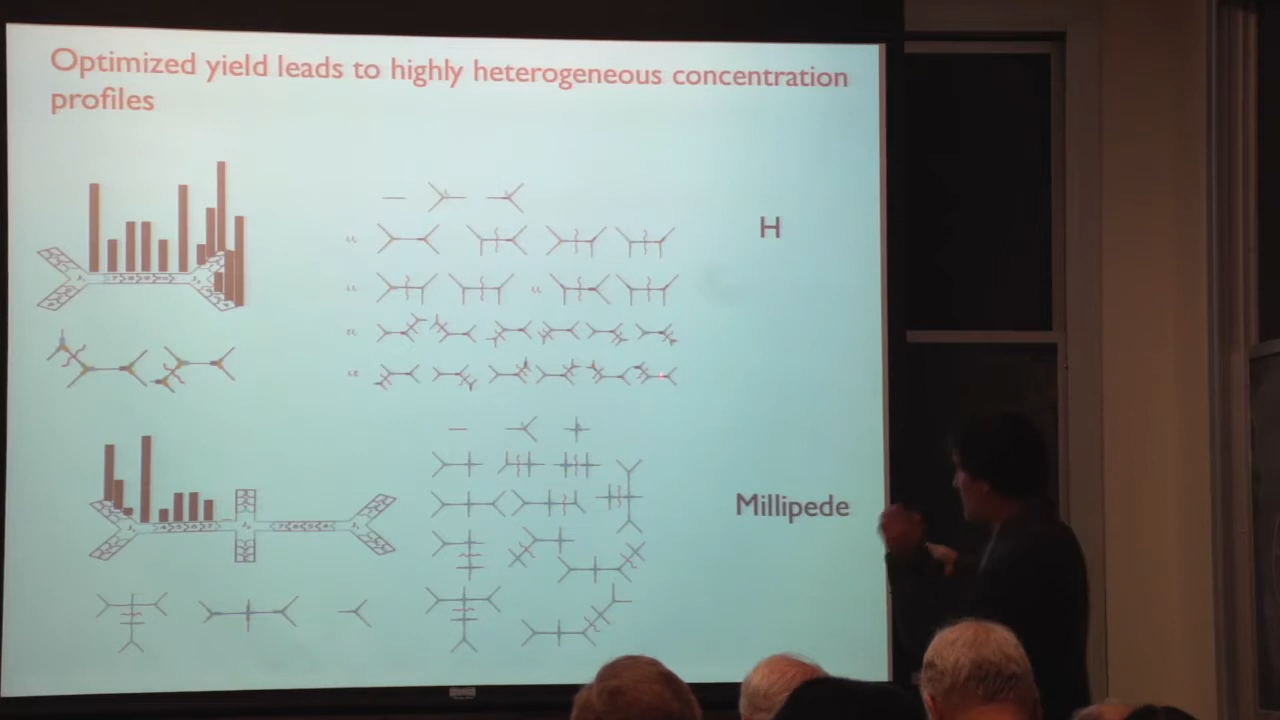 Optimized yield leads to highly heterogeneous concentration
profiles
H
Millipede